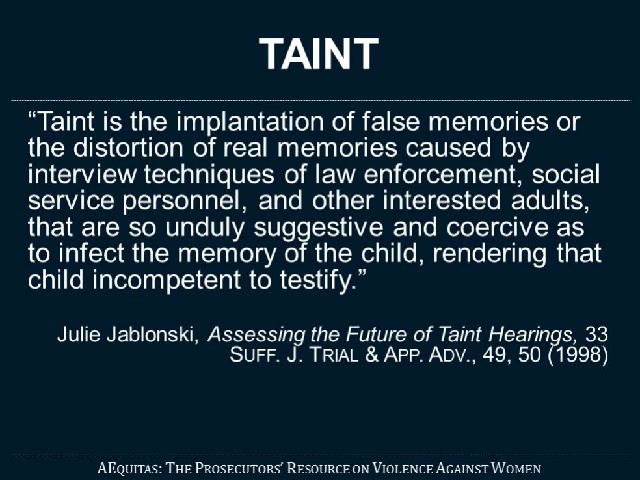 TAINT
“Taint is the implantation of false memories or
the distortion of real memories caused by
interview techniques of law enforcement, social
service personnel, and other interested adults,
that are so unduly suggestive and coercive as
to infect the memory of the child, rendering that
child incompetent to testify.”
Julie Jablonski, Assessing the Future of Taint Hearings, 33
SUFF. J. TRIAL & APP. ADV., 49, 50 (1998)
AEQUITAS: THE PROSECUTORS’ RESOURCE ON VIOLENCE AGAINST WOMEN